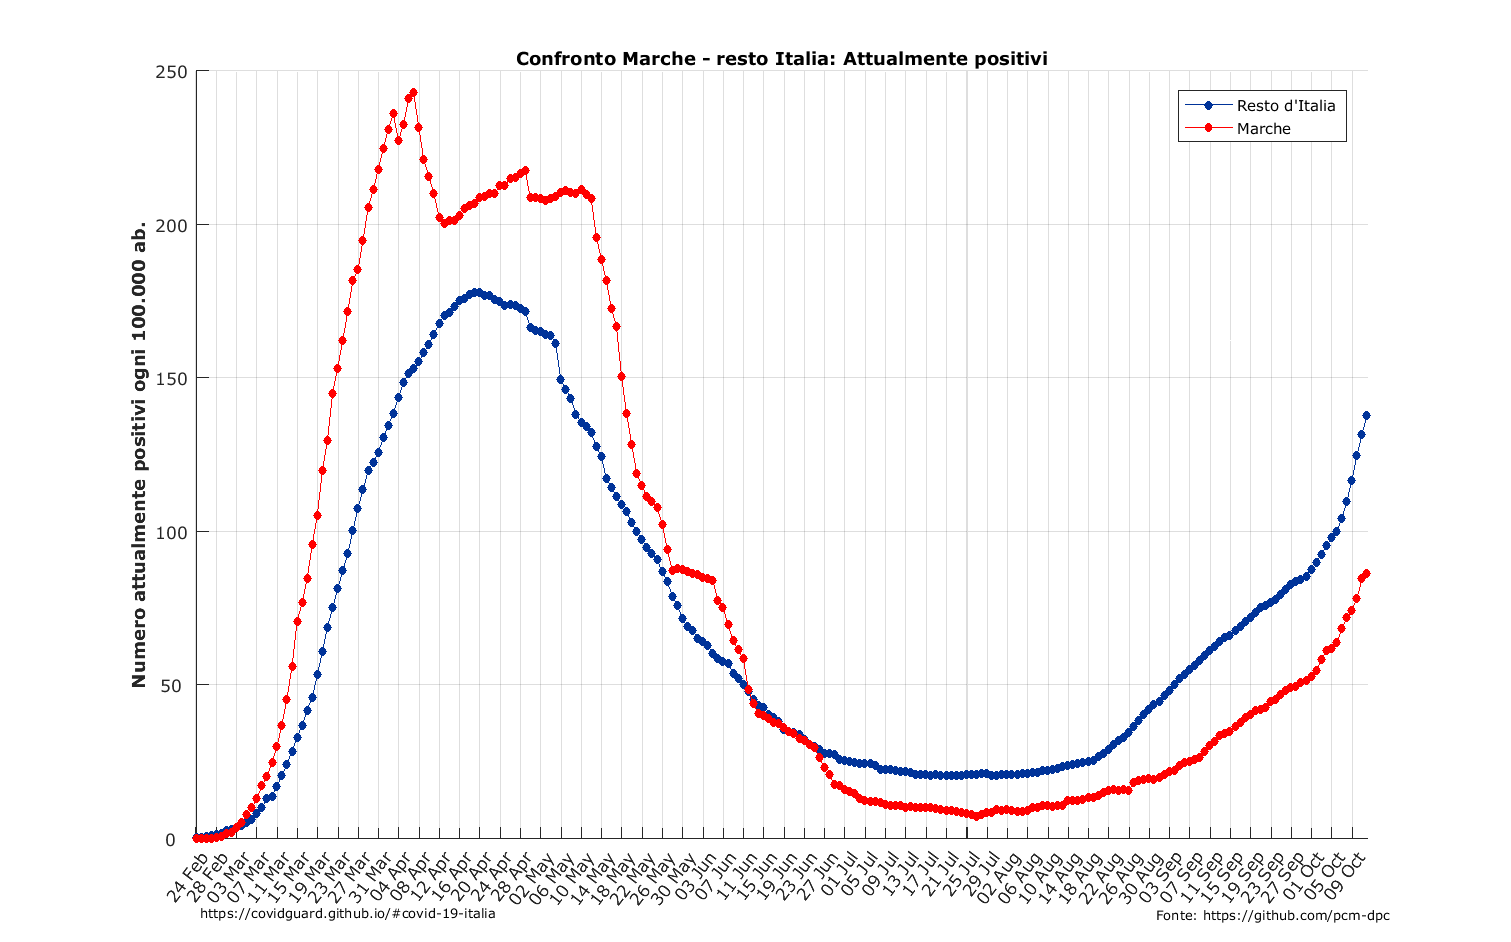 Confronto Marche - resto Italia: Attualmente positivi
250
200
150
100
50
0
Numero attualmente positivi ogni 100.000 ab.
Resto d'Italia
Marche
24 Feb
28 Feb
03 Mar
07 Mar
11 Mar
15 Mar
19 Mar
23 Mar
27 Mar
31 Mar
04 Apr
08 Apr
12 Apr
16 Apr
20 Apr
24 Apr
28 Apr
02 May
06 May
10 May
14 May
18 May
22 May
26 May
30 May
03 Jun
07 Jun
11 Jun
15 Jun
19 Jun
23 Jun
27 Jun
01 Jul
05 Jul
09 Jul
13 Jul
17 Jul
21 Jul
25 Jul
29 Jul
02 Aug
06 Aug
10 Aug
14 Aug
18 Aug
22 Aug
26 Aug
30 Aug
03 Sep
07 Sep
11 Sep
15 Sep
19 Sep
23 Sep
27 Sep
01 Oct
05 Oct
09 Oct
https://covidguard.github.io/#covid-19-italia
Fonte: https://github.com/pcm-dpc